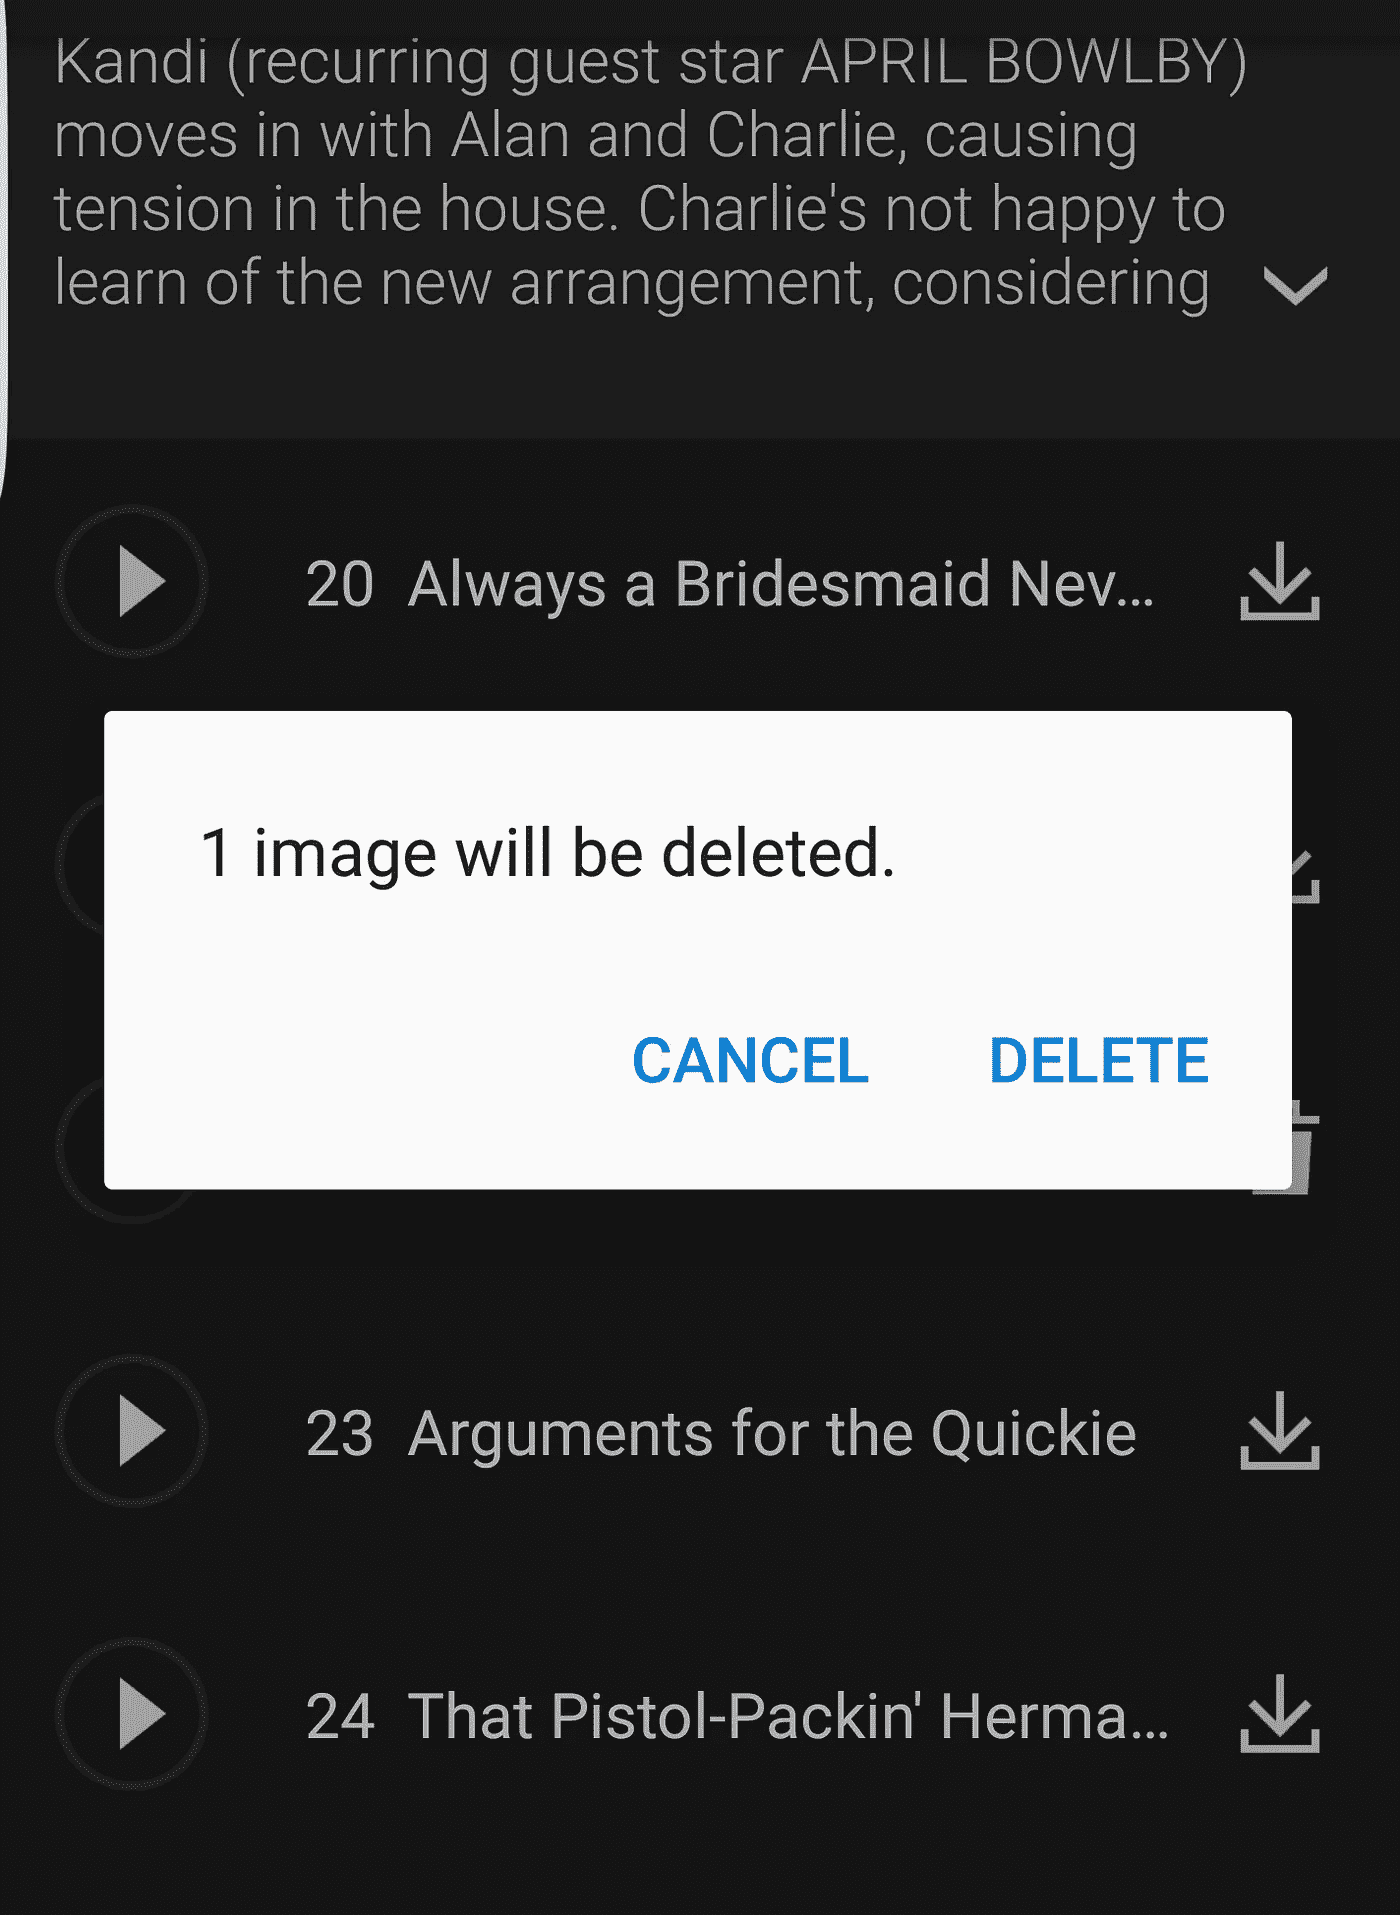 Kandi (recurring guest star APRIL BOWLBY)
moves in with Alan and Charlie, causing
tension in the house. Charlie's not happy to
learn of the new arrangement, considering
20 Always a Bridesmaid Nev...
1 image will be deleted.
CANCEL DELETE
23 Arguments for the Quickie
24 That Pistol-Packin' Herma...